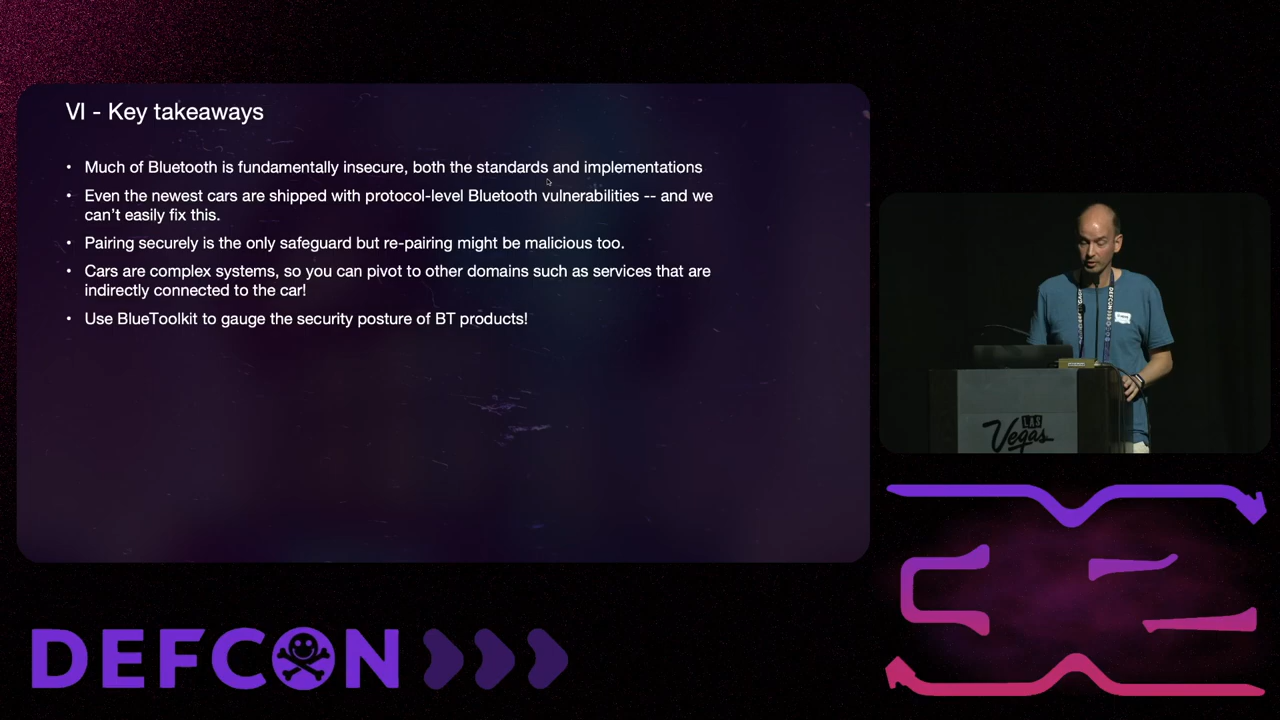 VI - Key takeaways
• Much of Bluetooth is fundamentally insecure, both the standards and implementations
• Even the newest cars are shipped with protocol-level Bluetooth vulnerabilities -- and we
can't easily fix this.
• Pairing securely is the only safeguard but re-pairing might be malicious too.
• Cars are complex systems, so you can pivot to other domains such as services that are
indirectly connected to the car!
• Use BlueToolkit to gauge the security posture of BT products!
DEFCON
LAS
Vegas
DEFCON